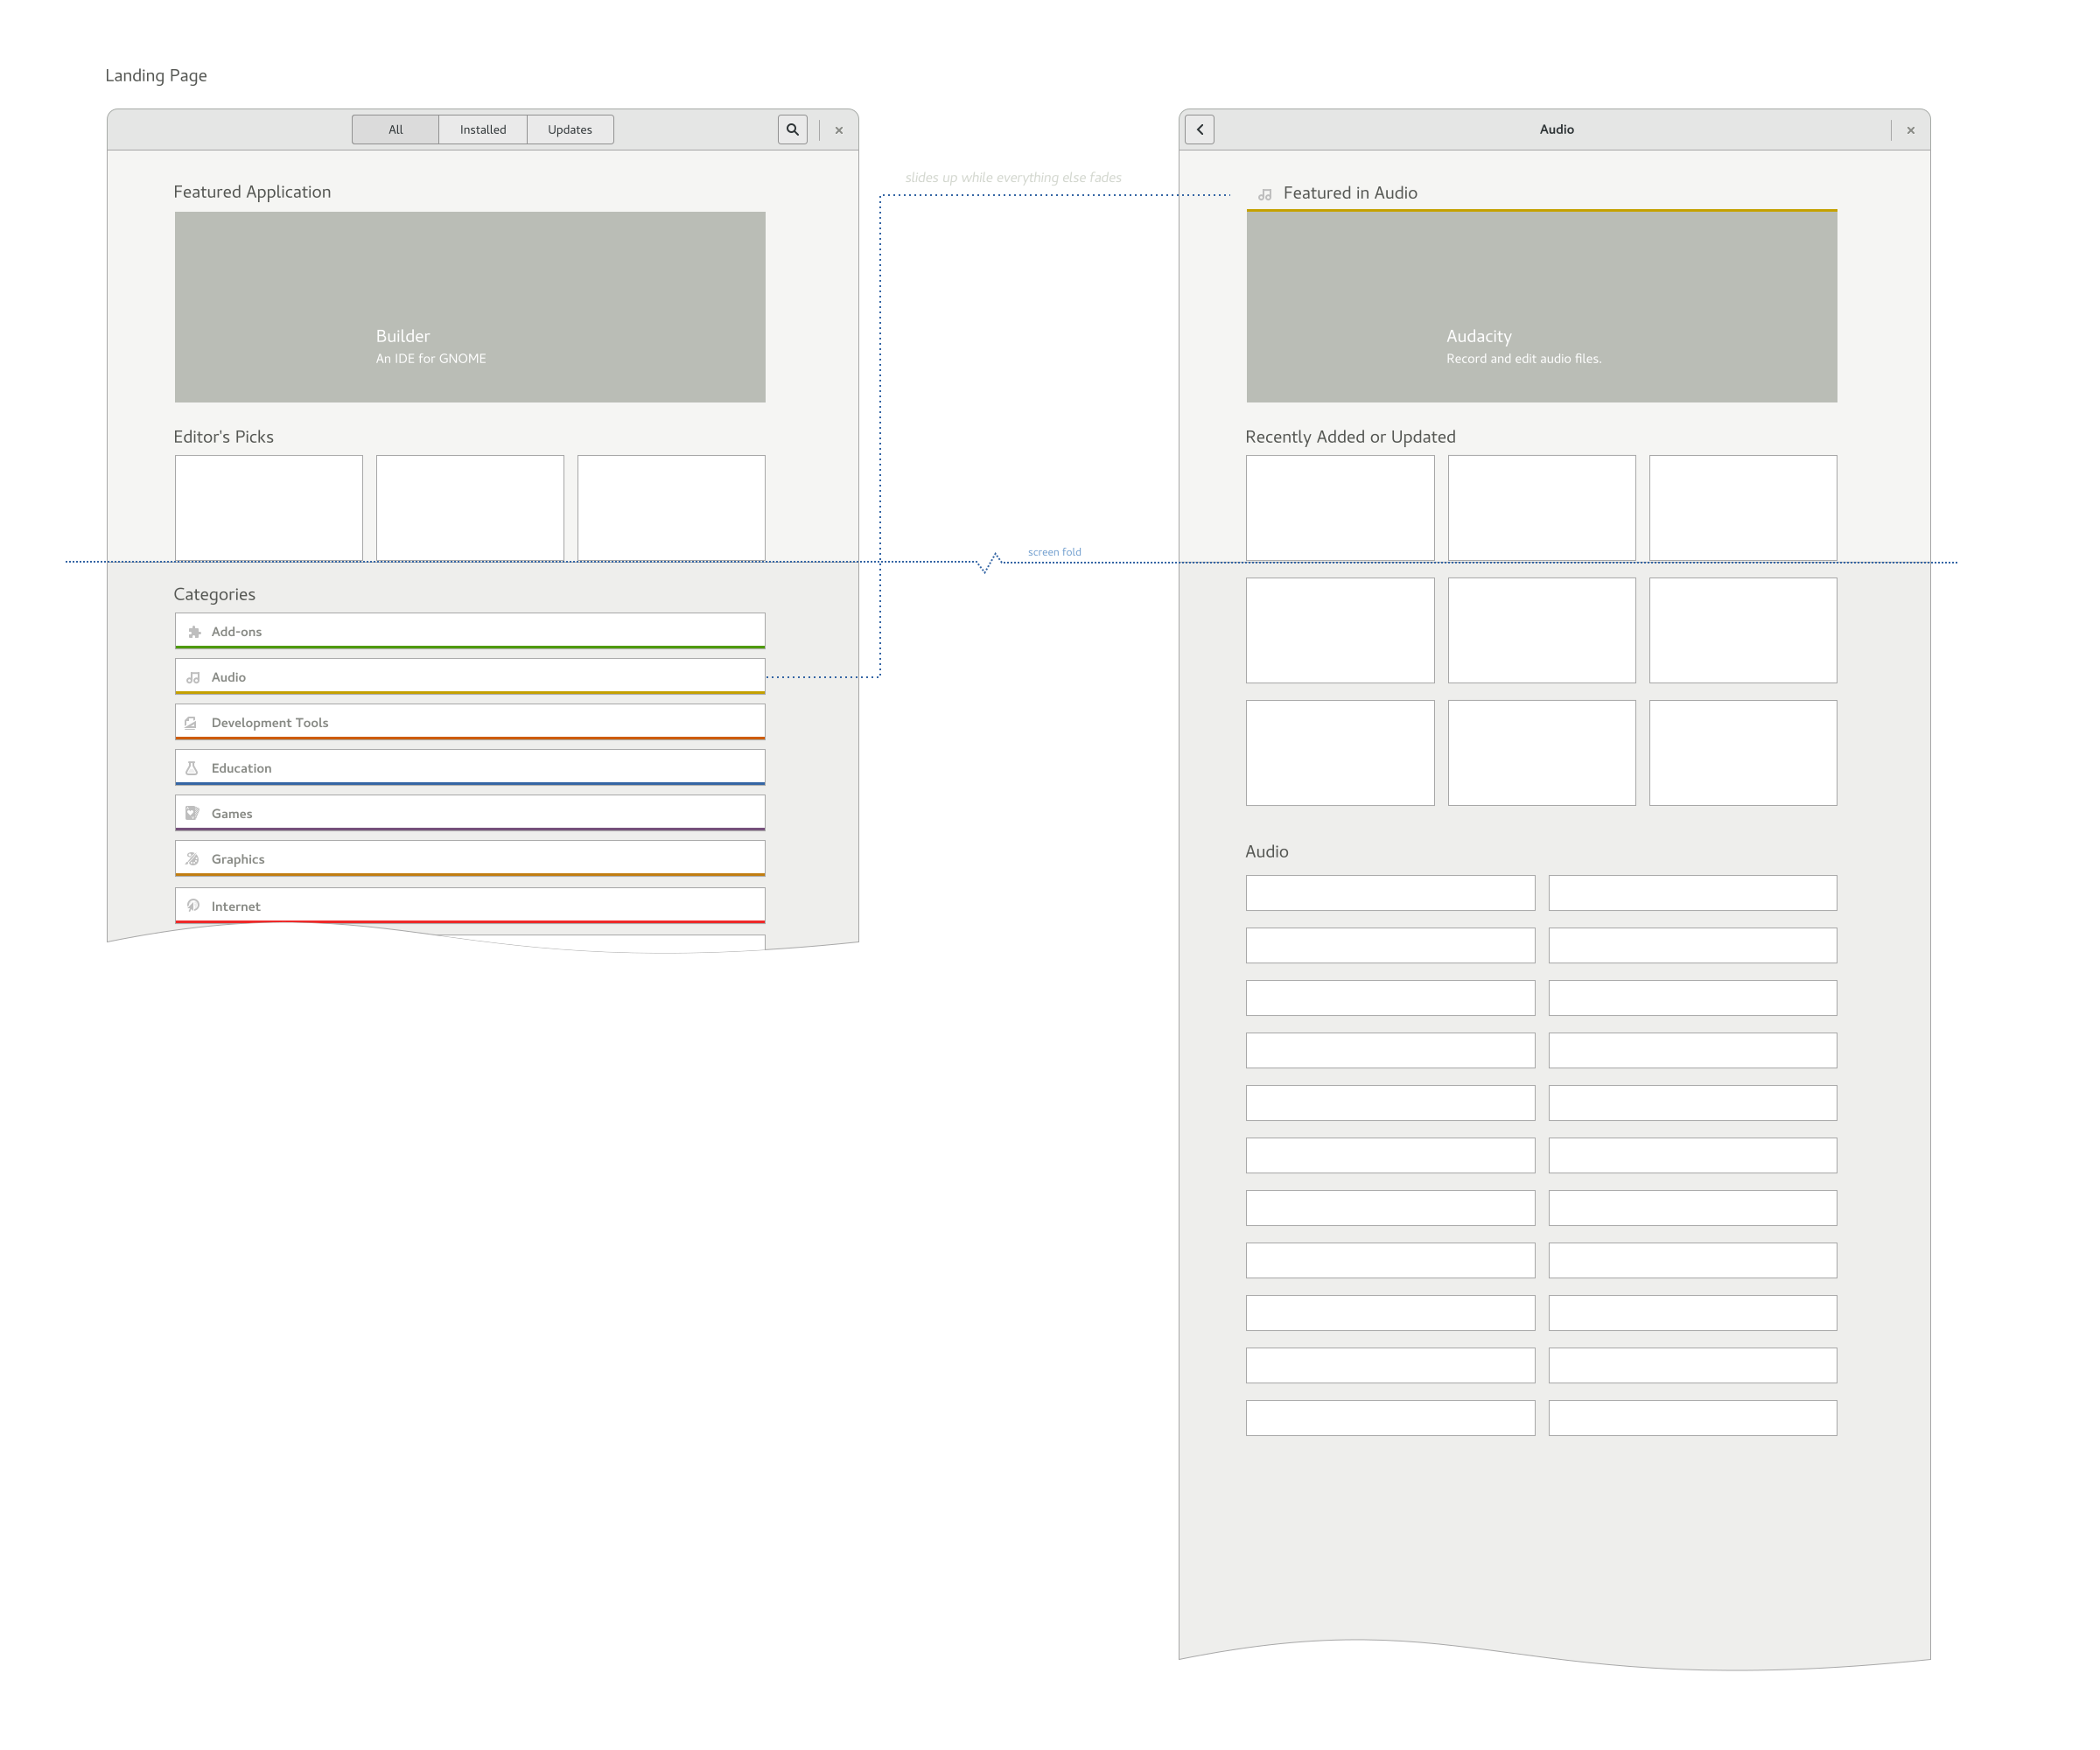 Landing Page
All
Installed
Updates
Featured Application
Builder
An IDE for GNOME
Editor's Picks
Categories
Add-ons
Audio
Development Tools
Education
Games
Graphics
Internet
slides up while everything else fades
screen fold
Audio
Featured in Audio
Audacity
Record and edit audio files.
Recently Added or Updated
Audio